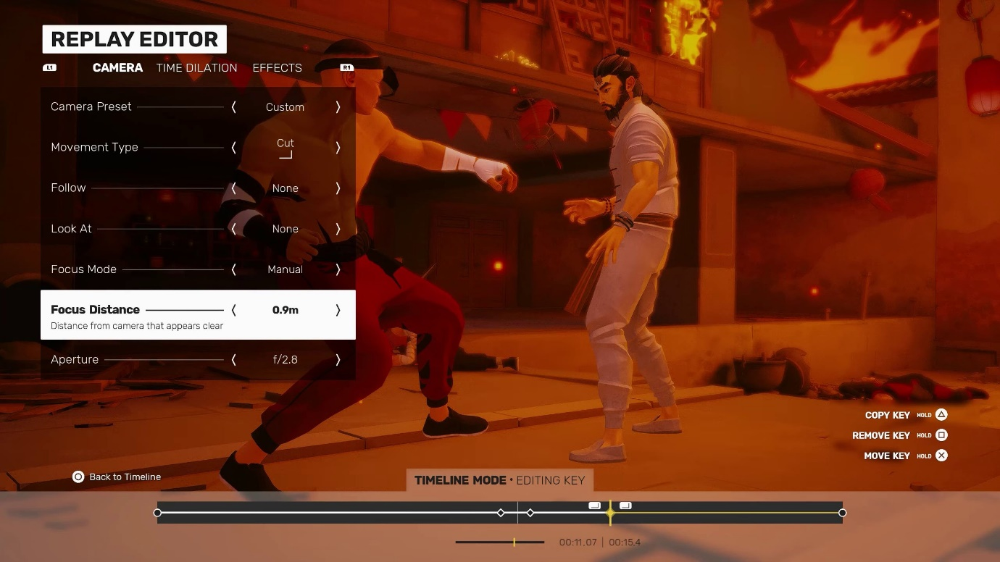 REPLAY EDITOR
L1 CAMERA TIME DILATION EFFECTS R1
Camera Preset Custom
Movement Type Cut
Follow None
Look At None
Focus Mode Manual
Focus Distance 0.9m
Distance from camera that appears clear
Aperture f/2.8
COPY KEY HOLD
REMOVE KEY HOLD
MOVE KEY HOLD
Back to Timeline
TIMELINE MODE • EDITING KEY
00:11.07 | 00:15.4